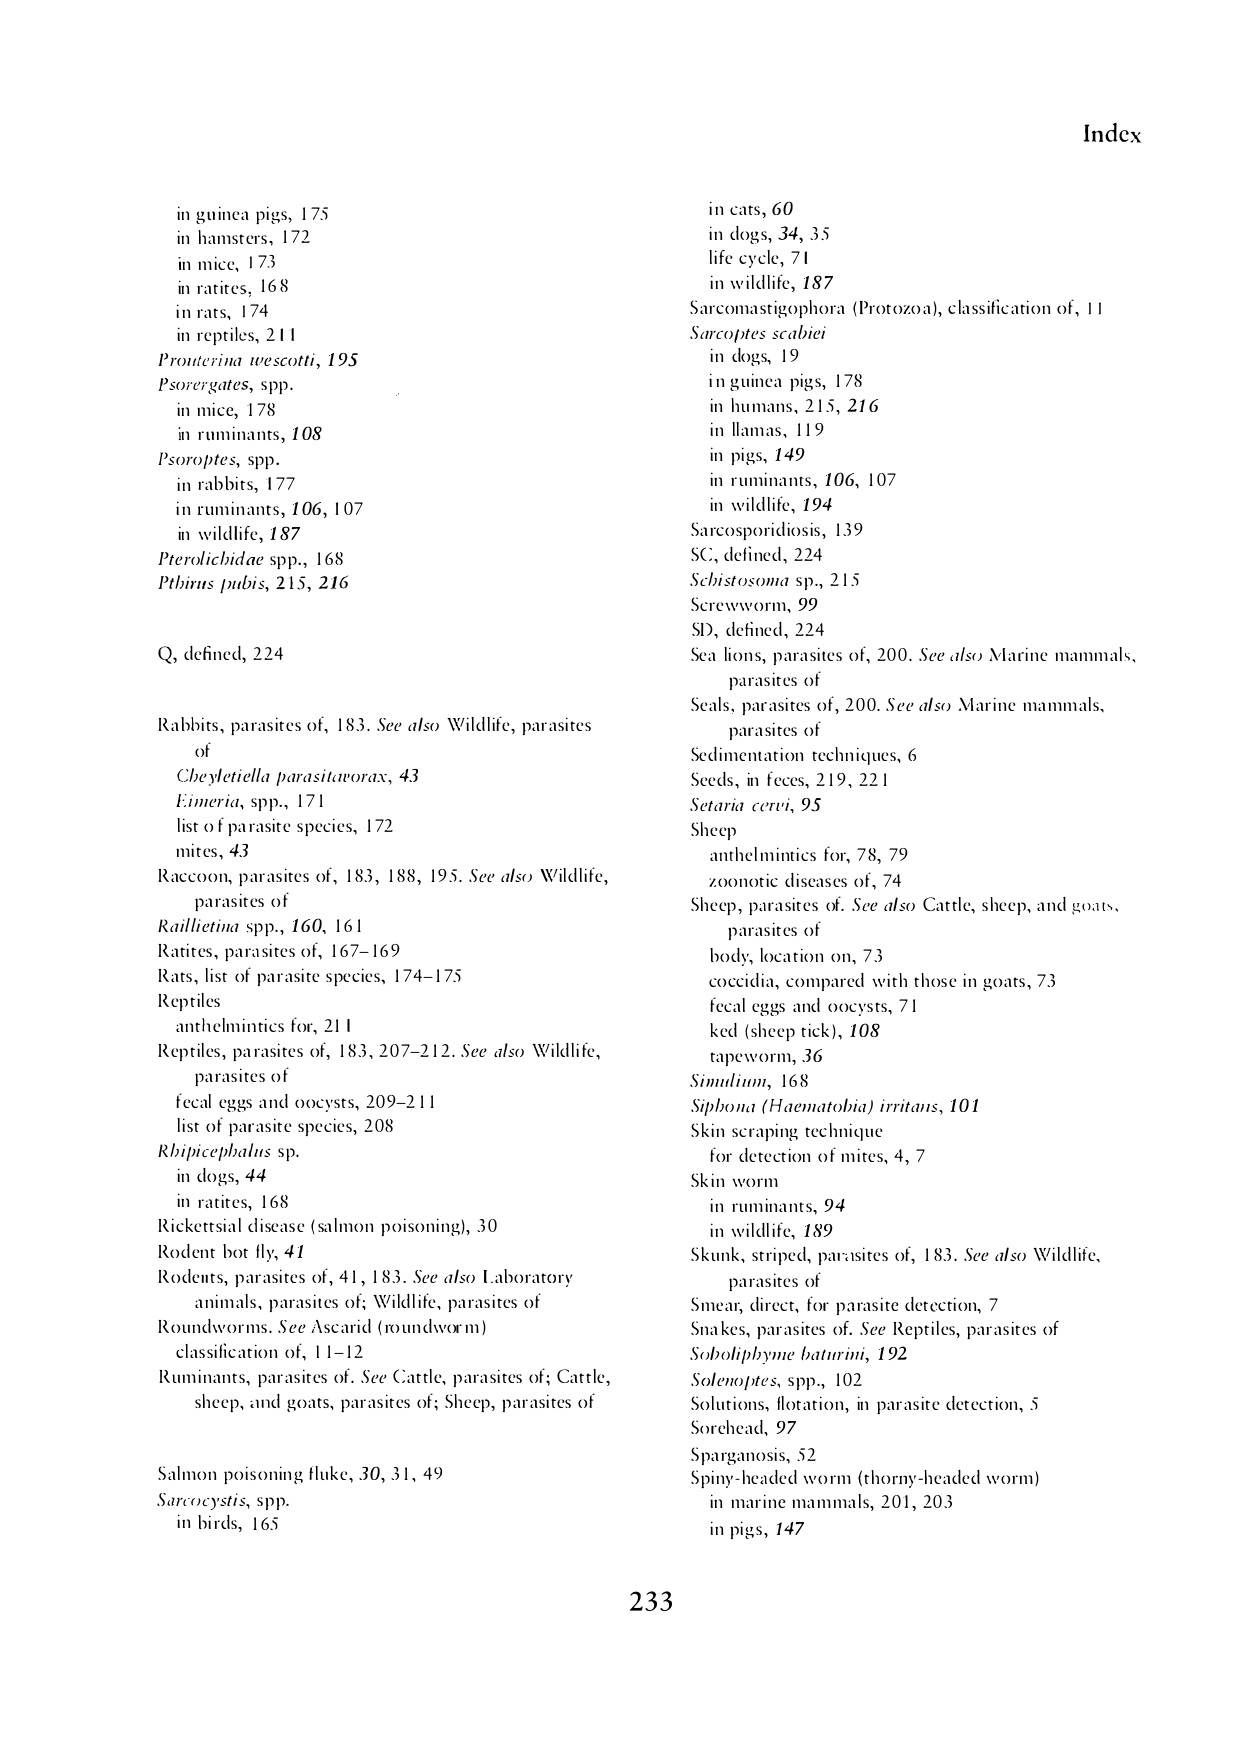 Index
in guinea pigs, 175
in hamsters, 172
in mice, 173
in ratites, 168
in rats, 174
in reptiles, 211
Prouterina wescotti, 195
Psorergates, spp.
in mice, 178
in ruminants, 108
Psoroptes, spp.
in rabbits, 177
in ruminants, 106, 107
in wildlife, 187
Pterolichidae spp., 168
Pthirus pubis, 215, 216
Q, defined, 224
Rabbits, parasites of, 183. See also Wildlife, parasites
of
Cheyletiella parasitavorax, 43
Eimeria, spp., 171
list of parasite species, 172
mites, 43
Raccoon, parasites of, 183, 188, 195. See also Wildlife,
parasites of
Raillietina spp., 160, 161
Ratites, parasites of, 167–169
Rats, list of parasite species, 174–175
Reptiles
anthelmintics for, 211
Reptiles, parasites of, 183, 207–212. See also Wildlife,
parasites of
fecal eggs and oocysts, 209–211
list of parasite species, 208
Rhipicephalus sp.
in dogs, 44
in ratites, 168
Rickettsial disease (salmon poisoning), 30
Rodent bot fly, 41
Rodents, parasites of, 41, 183. See also Laboratory
animals, parasites of; Wildlife, parasites of
Roundworms. See Ascarid (roundworm)
classification of, 11–12
Ruminants, parasites of. See Cattle, parasites of; Cattle,
sheep, and goats, parasites of; Sheep, parasites of
Salmon poisoning fluke, 30, 31, 49
Sarcocystis, spp.
in birds, 165
in cats, 60
in dogs, 34, 35
life cycle, 71
in wildlife, 187
Sarcomastigophora (Protozoa), classification of, 11
Sarcoptes scabiei
in dogs, 19
in guinea pigs, 178
in humans, 215, 216
in llamas, 119
in pigs, 149
in ruminants, 106, 107
in wildlife, 194
Sarcosporidiosis, 139
SC, defined, 224
Schistosoma sp., 215
Screwworm, 99
SD, defined, 224
Sea lions, parasites of, 200. See also Marine mammals,
parasites of
Seals, parasites of, 200. See also Marine mammals,
parasites of
Sedimentation techniques, 6
Seeds, in feces, 219, 221
Setaria cervi, 95
Sheep
anthelmintics for, 78, 79
zoonotic diseases of, 74
Sheep, parasites of. See also Cattle, sheep, and goats,
parasites of
body, location on, 73
coccidia, compared with those in goats, 73
fecal eggs and oocysts, 71
ked (sheep tick), 108
tapeworm, 36
Simulium, 168
Siphona (Haematobia) irritans, 101
Skin scraping technique
for detection of mites, 4, 7
Skin worm
in ruminants, 94
in wildlife, 189
Skunk, striped, parasites of, 183. See also Wildlife,
parasites of
Smear, direct, for parasite detection, 7
Snakes, parasites of. See Reptiles, parasites of
Soboliphyme baturini, 192
Solenoptes, spp., 102
Solutions, flotation, in parasite detection, 5
Sorehead, 97
Sparganosis, 52
Spiny-headed worm (thorny-headed worm)
in marine mammals, 201, 203
in pigs, 147
233